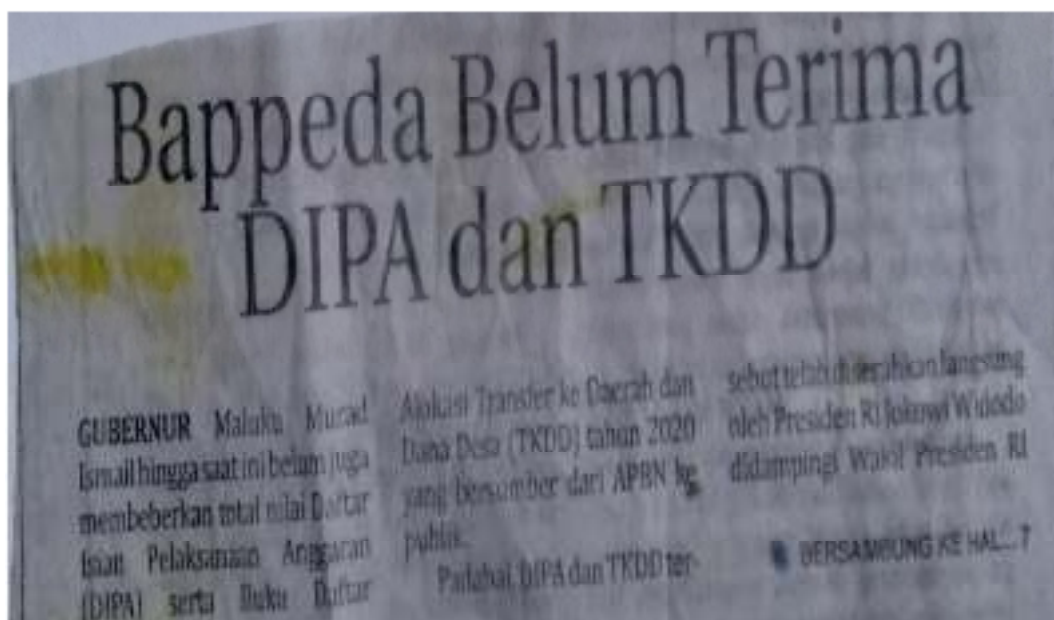 Bappeda Belum Terima
DIPA dan TKDD
GUBERNUR Maluku Murad
Ismail hingga saat ini belum juga
membeberkan total nilai Daftar
Isian Pelaksanaan Anggaran
(DIPA) serta Buku Daftar
Alokasi Transfer ke Daerah dan
Dana Desa (TKDD) tahun 2020
yang bersumber dari APBN ke
publik.
Padahal, DIPA dan TKDD ter-
sebut telah diserahkan langsung
oleh Presiden RI Jokowi Widodo
didampingi Wakil Presiden RI
BERSAMBUNG KE HAL...7